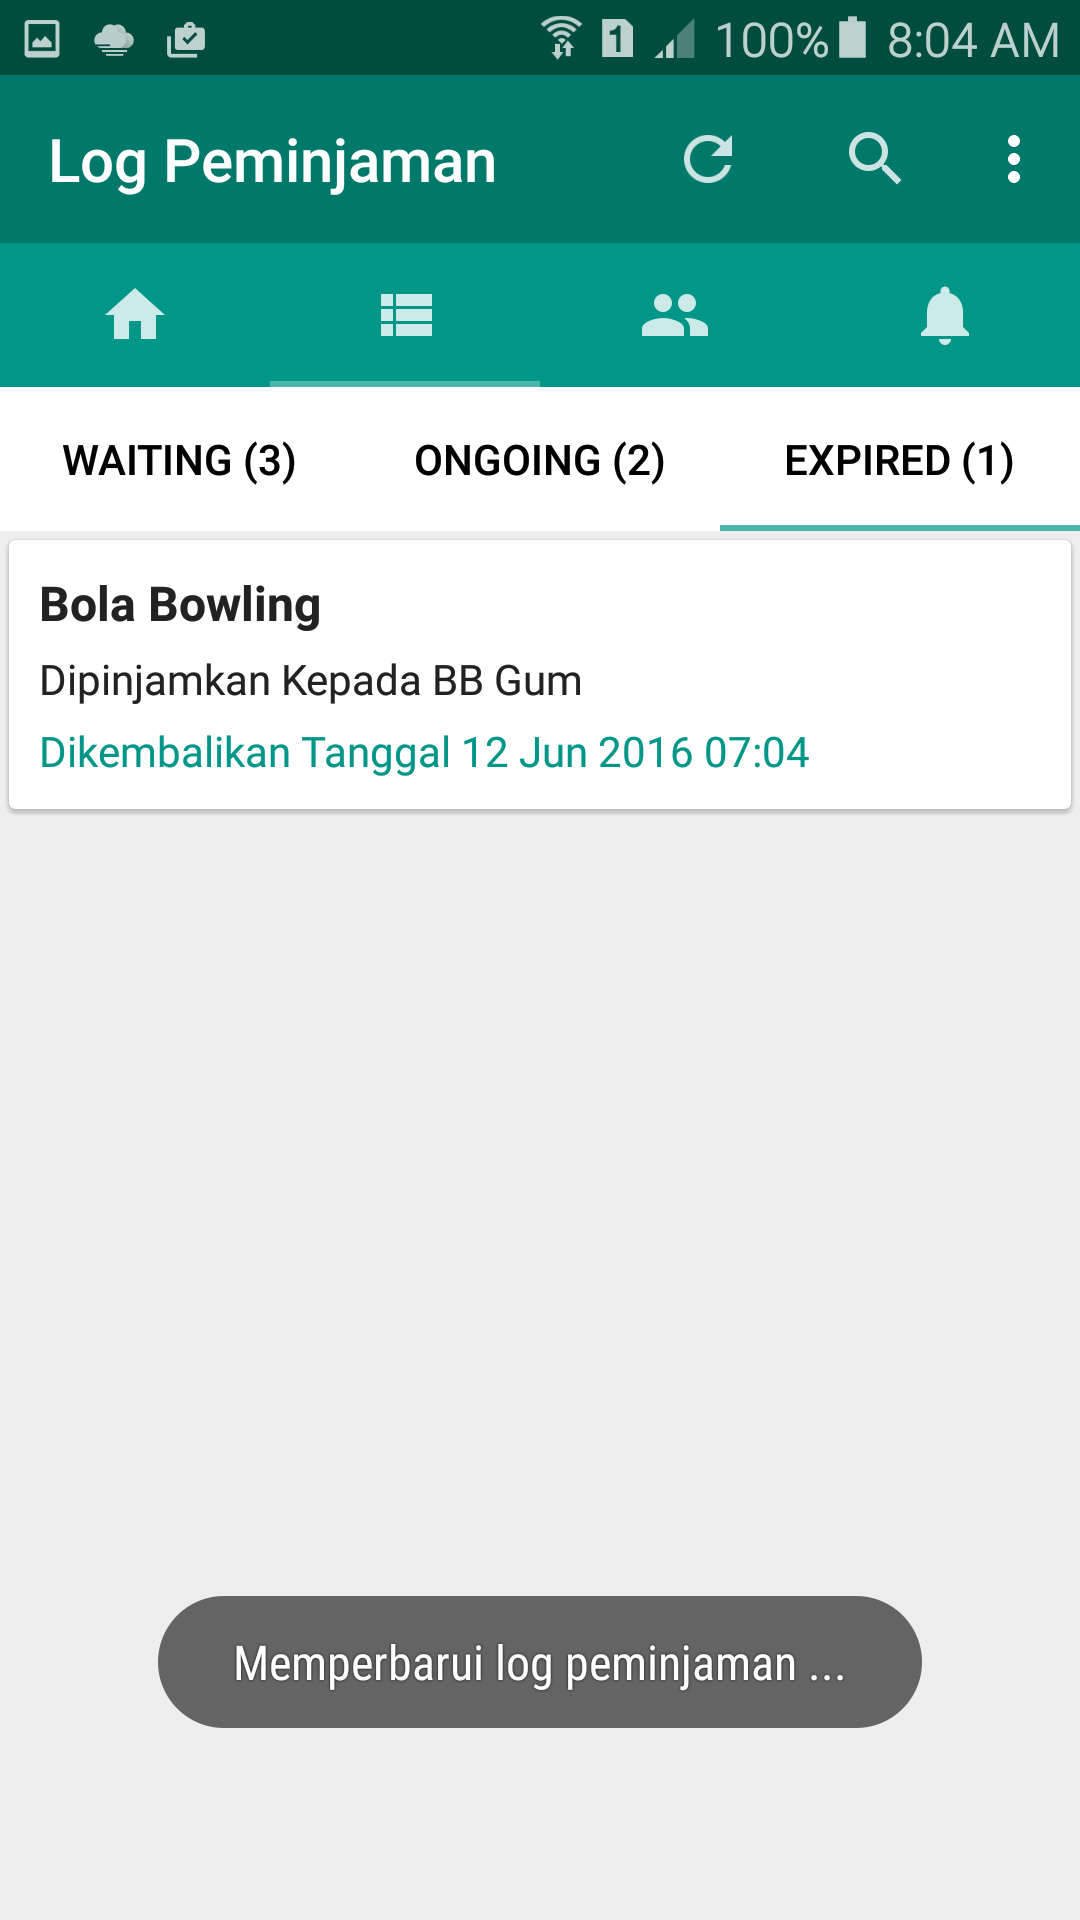 1 100% 8:04 AM
Log Peminjaman
WAITING (3) ONGOING (2) EXPIRED (1)
Bola Bowling
Dipinjamkan Kepada BB Gum
Dikembalikan Tanggal 12 Jun 2016 07:04
Memperbarui log peminjaman ...